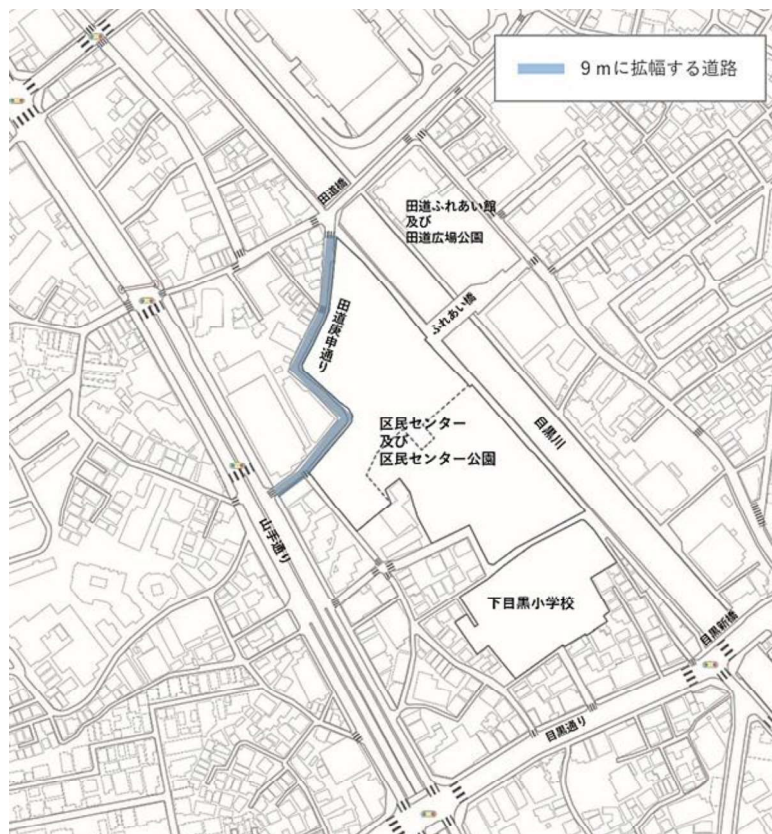 ９ｍに拡幅する道路
田道橋
田道ふれあい館
及び
田道広場公園
ふれあい橋
田道庚申通り
区民センター
及び
区民センター公園
目黒川
山手通り
下目黒小学校
目黒新橋
目黒通り